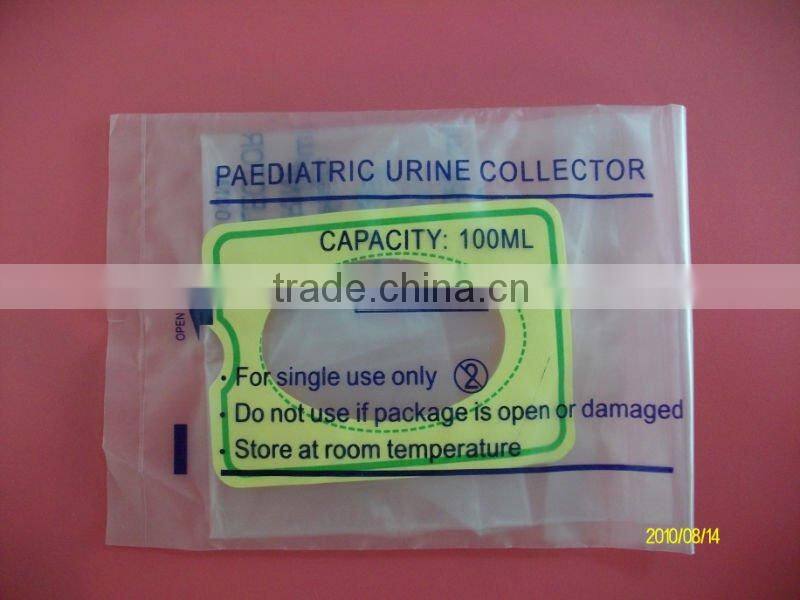 PAEDIATRIC URINE COLLECTOR
CAPACITY: 100ML
trade.china.cn
OPEN
· For single use only 2
· Do not use if package is open or damaged
· Store at room temperature
2010/08/14